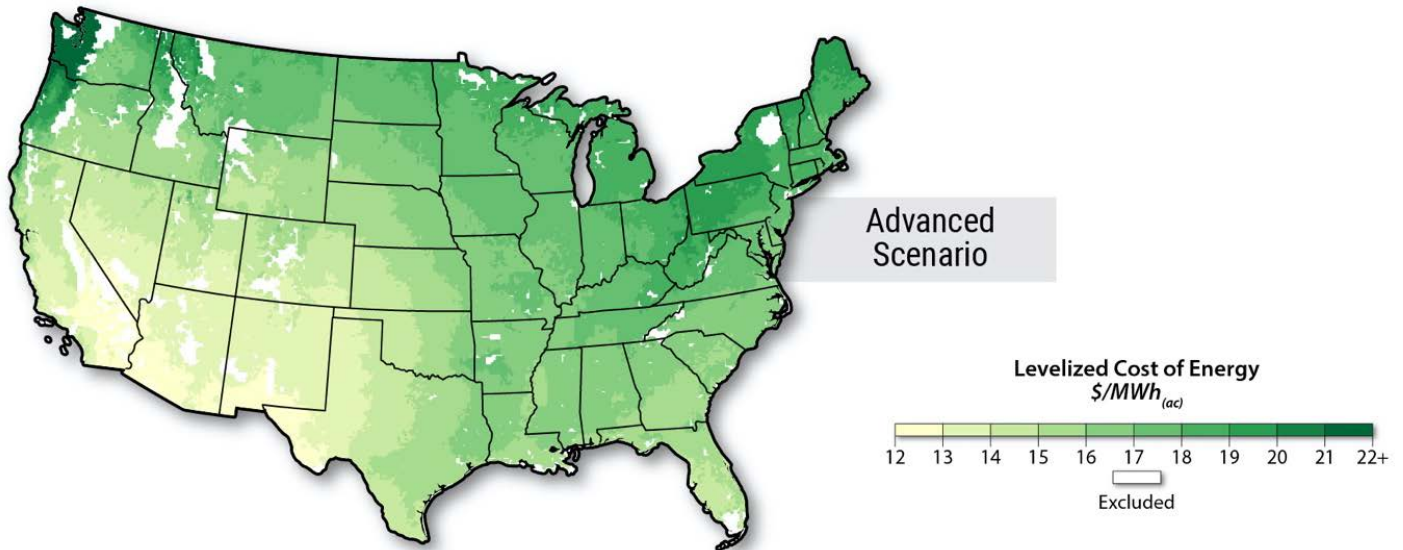 Advanced
Scenario
Levelized Cost of Energy
$/MWh(ac)
12 13 14 15 16 17 18 19 20 21 22+
Excluded